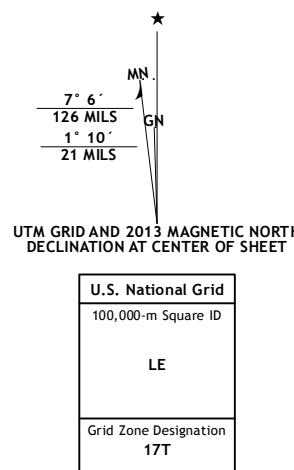 ★
MN
7° 6´
126 MILS
GN
1° 10´
21 MILS
UTM GRID AND 2013 MAGNETIC NORTH
DECLINATION AT CENTER OF SHEET
U.S. National Grid
100,000-m Square ID
LE
Grid Zone Designation
17T